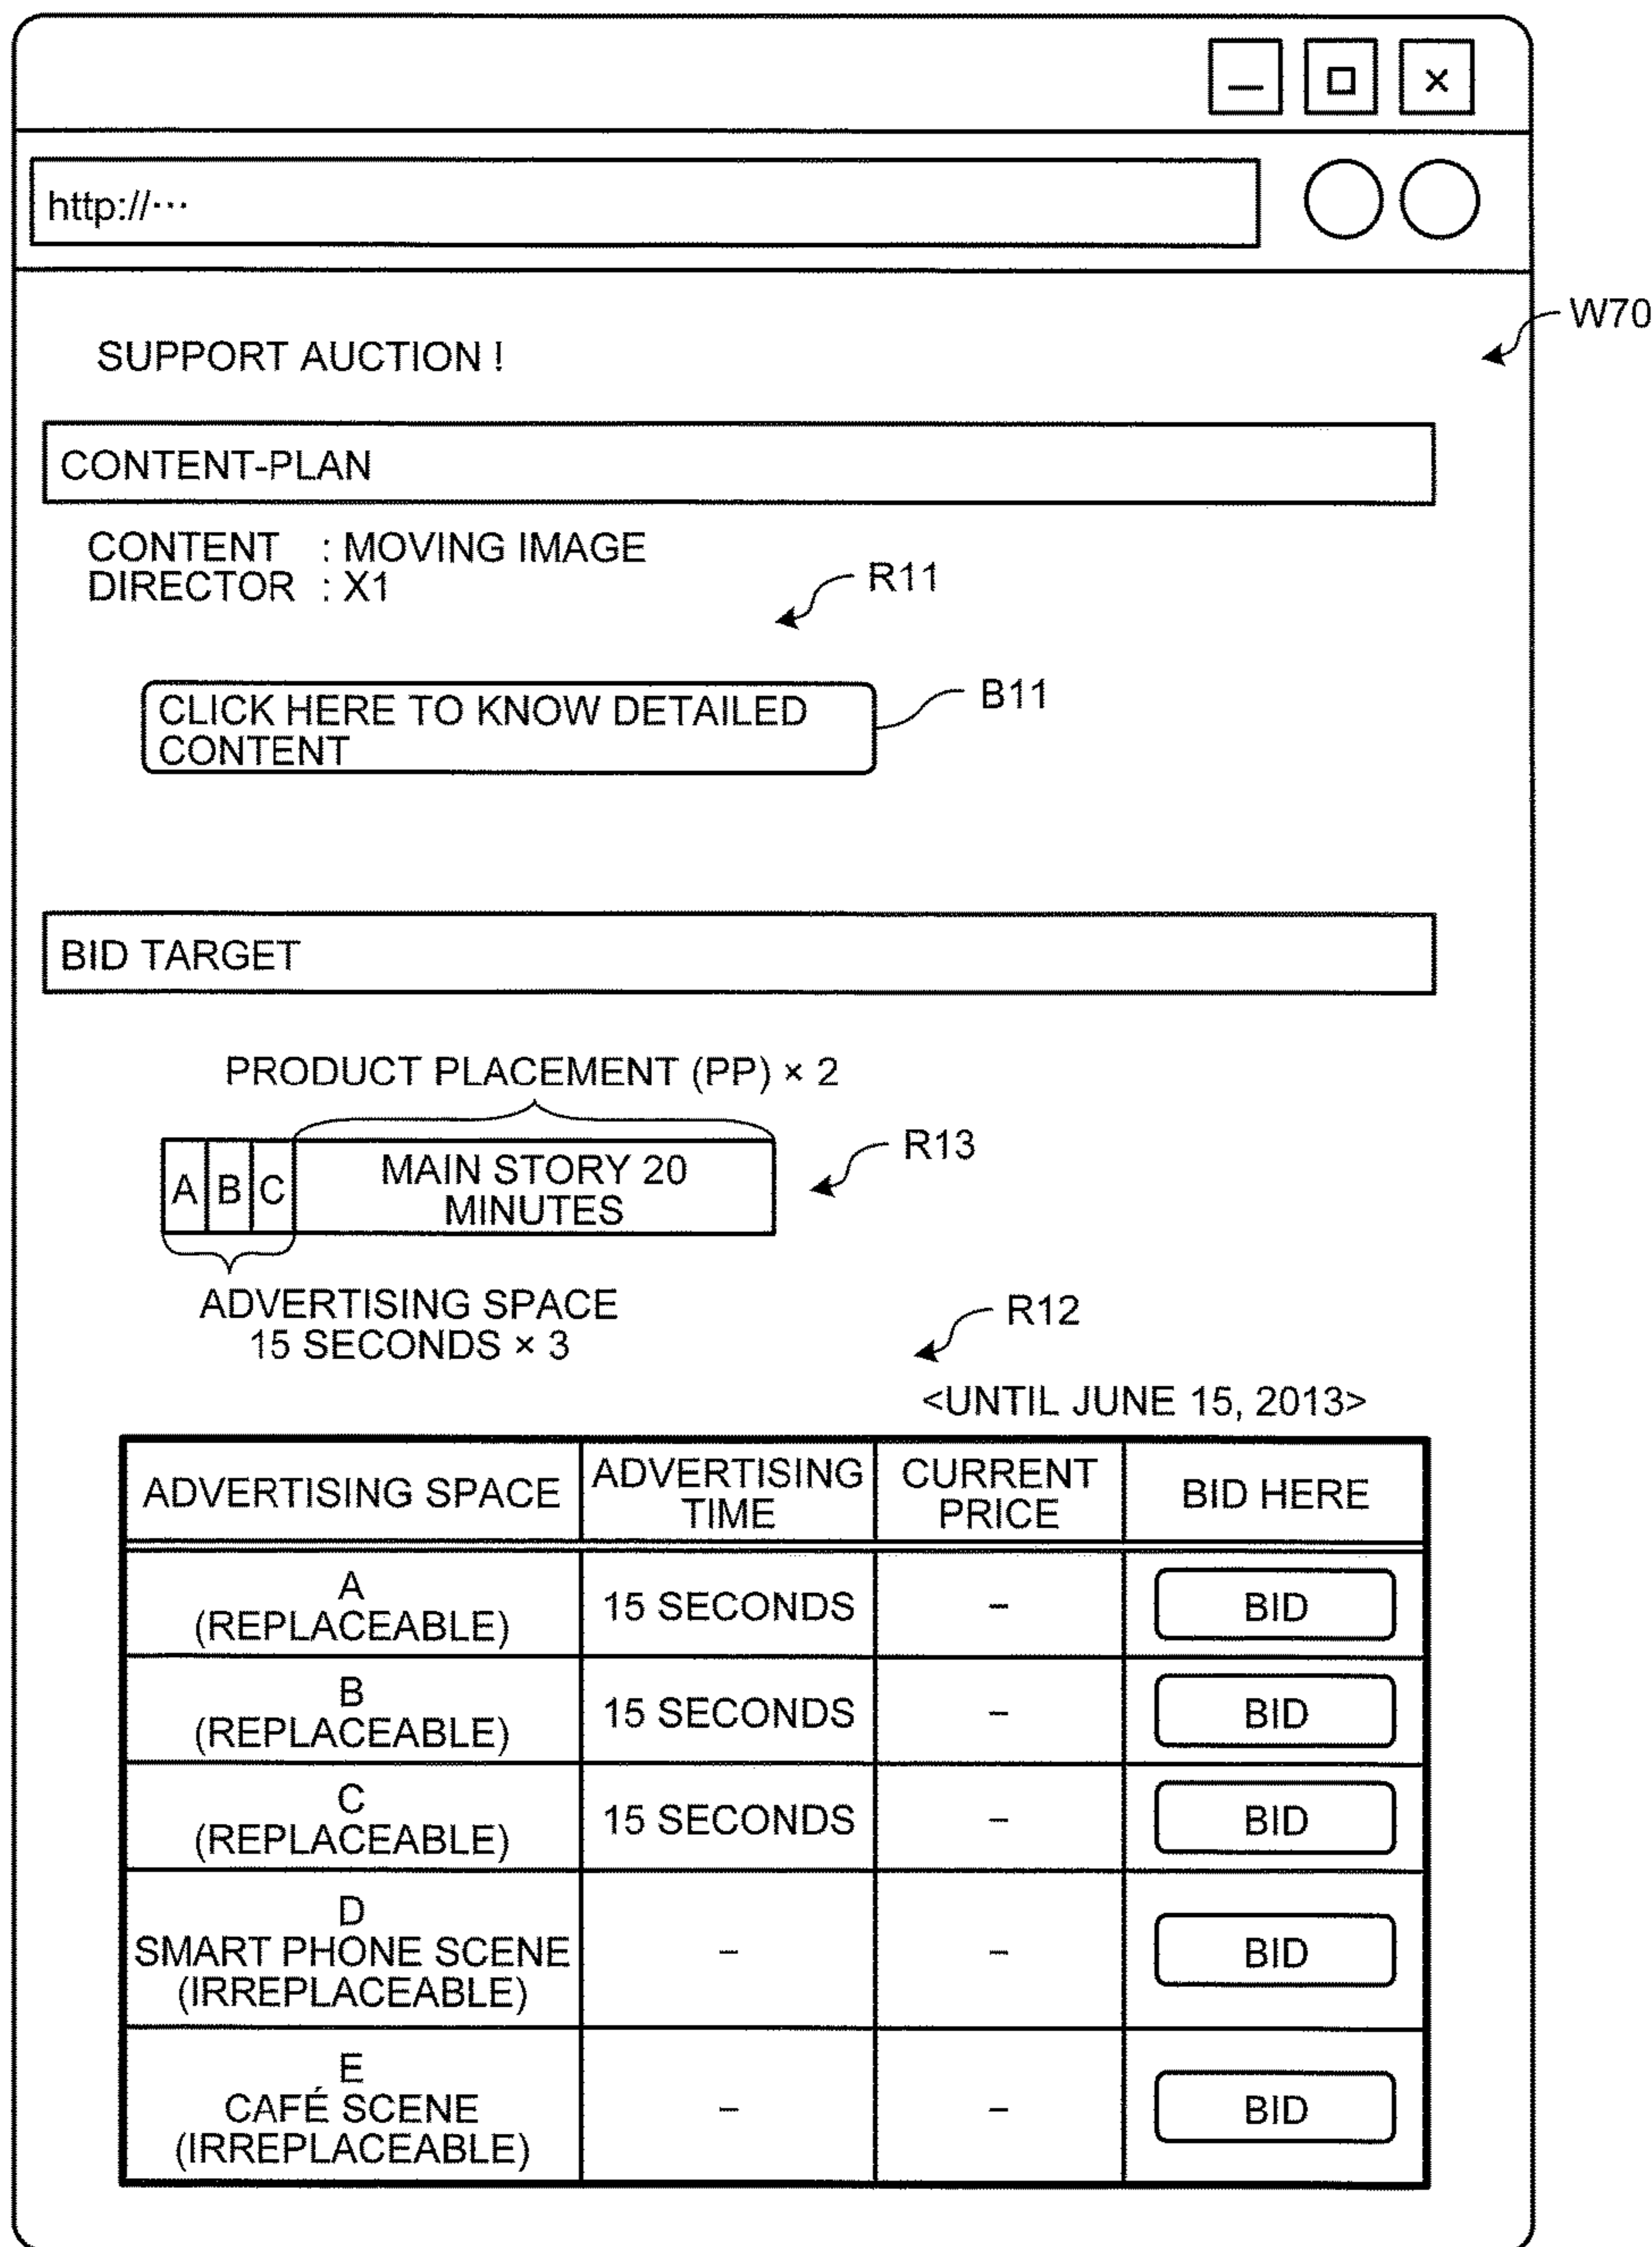 http://···
W70
SUPPORT AUCTION !
CONTENT-PLAN
CONTENT : MOVING IMAGE
DIRECTOR : X1
R11
CLICK HERE TO KNOW DETAILED
CONTENT
B11
BID TARGET
PRODUCT PLACEMENT (PP) × 2
A B C
MAIN STORY 20
MINUTES
R13
ADVERTISING SPACE
15 SECONDS × 3
R12
<UNTIL JUNE 15, 2013>
ADVERTISING SPACE
ADVERTISING
TIME
CURRENT
PRICE
BID HERE
A
(REPLACEABLE)
15 SECONDS
–
BID
B
(REPLACEABLE)
15 SECONDS
–
BID
C
(REPLACEABLE)
15 SECONDS
–
BID
D
SMART PHONE SCENE
(IRREPLACEABLE)
–
–
BID
E
CAFÉ SCENE
(IRREPLACEABLE)
–
–
BID